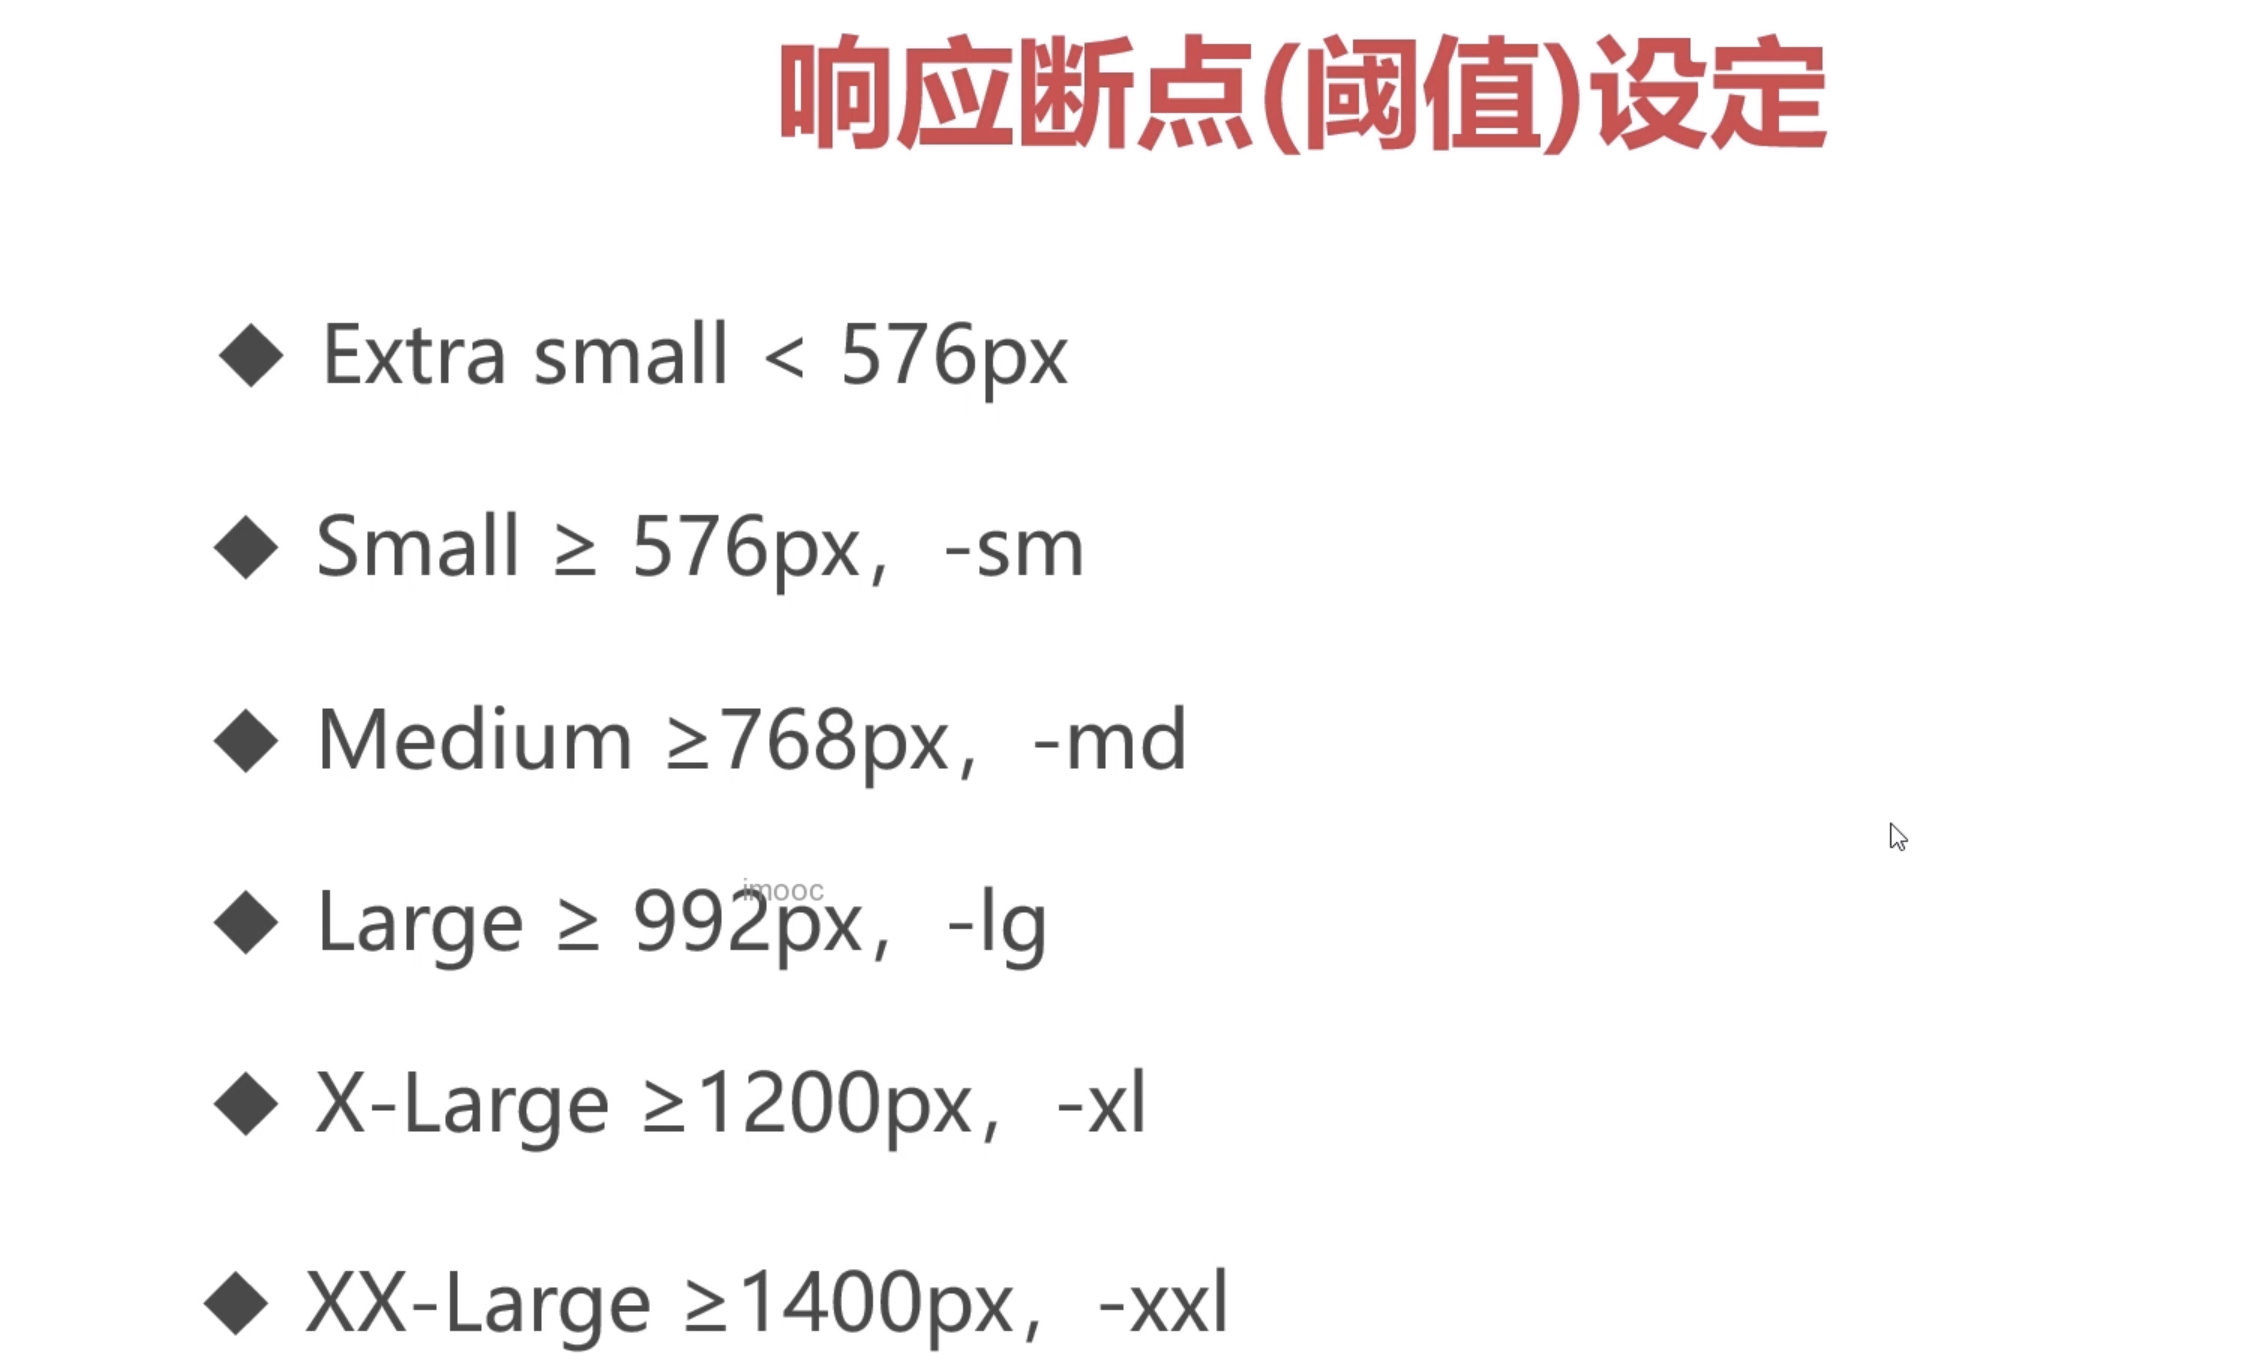 响应断点(阈值)设定
◆ Extra small < 576px
◆ Small ≥ 576px，-sm
◆ Medium ≥768px，-md
imooc
◆ Large ≥ 992px，-lg
◆ X-Large ≥1200px，-xl
◆ XX-Large ≥1400px，-xxl